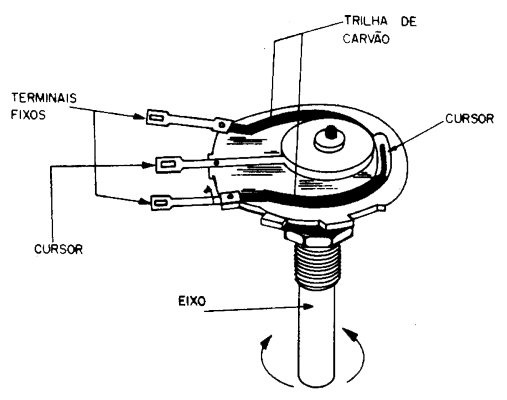 TRILHA DE
CARVÃO
TERMINAIS
FIXOS
CURSOR
CURSOR
EIXO